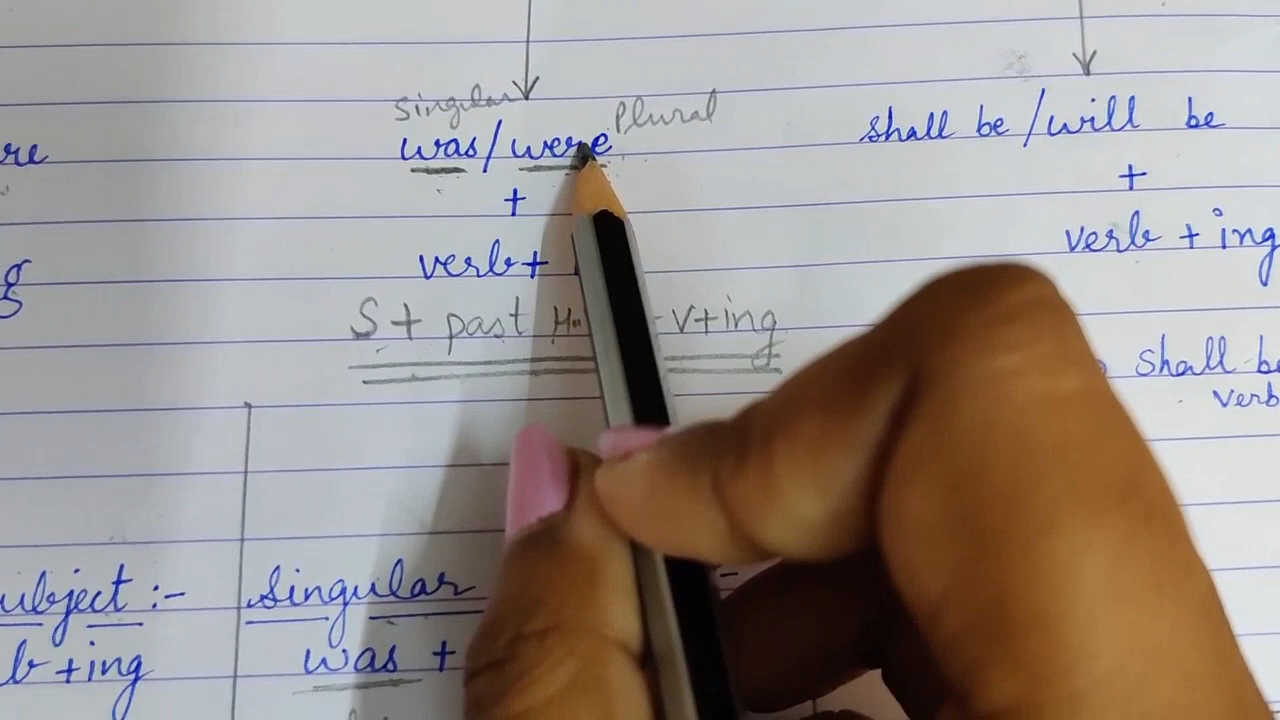 Singular
Plural
re was/were shall be/will be
+ +
verb+ verb + ing
g
S+ past V+ing
shall be
verb
ubject :- Singular
b +ing was +